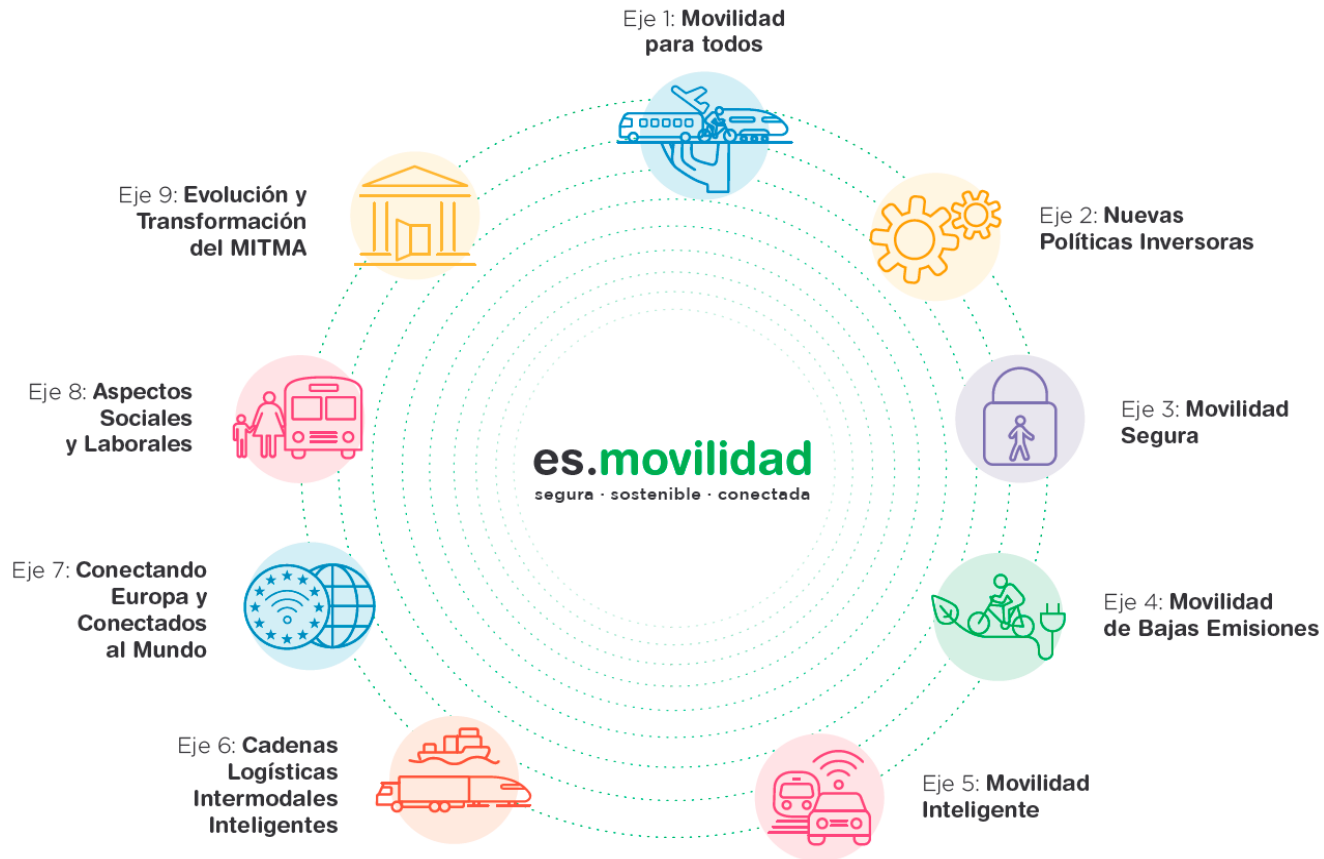 Eje 1: Movilidad
para todos
Eje 2: Nuevas
Políticas Inversoras
Eje 3: Movilidad
Segura
Eje 4: Movilidad
de Bajas Emisiones
Eje 5: Movilidad
Inteligente
Eje 6: Cadenas
Logísticas
Intermodales
Inteligentes
Eje 7: Conectando
Europa y
Conectados
al Mundo
Eje 8: Aspectos
Sociales
y Laborales
Eje 9: Evolución y
Transformación
del MITMA
es.movilidad
segura · sostenible · conectada